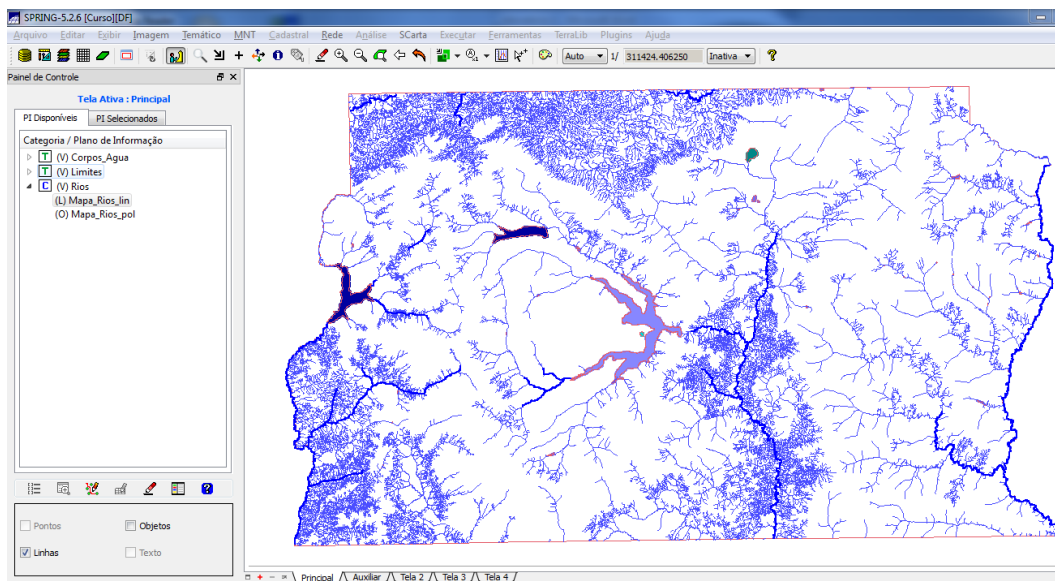 SPRING-5.2.6 [Curso][DF]
Arquivo Editar Exibir Imagem Temático MNT Cadastral Rede Análise SCarta Executar Ferramentas TerraLib Plugins Ajuda
Auto 1/ 311424.406250 Inativa
Painel de Controle
Tela Ativa : Principal
PI Disponíveis PI Selecionados
Categoria / Plano de Informação
T (V) Corpos_Agua
T (V) Limites
C (V) Rios
(L) Mapa_Rios_lin
(O) Mapa_Rios_pol
Pontos Objetos
Linhas Texto
Principal Auxiliar Tela 2 Tela 3 Tela 4